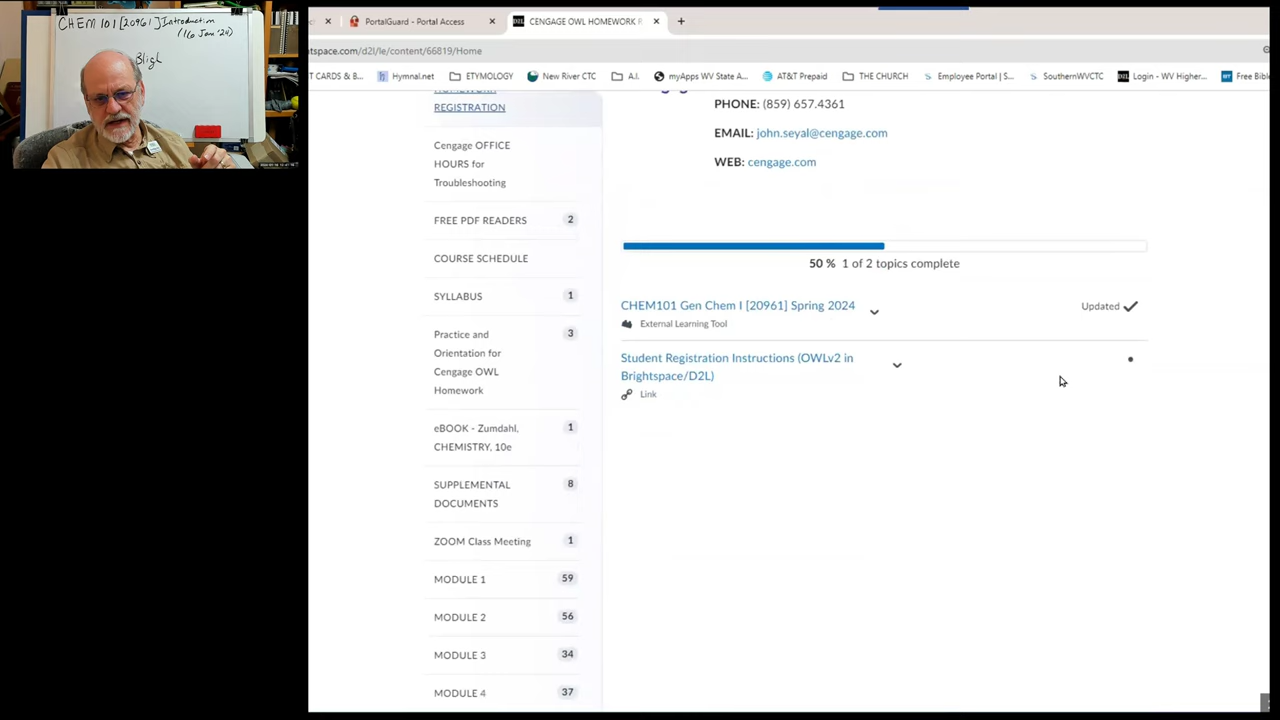 CHEM 101 [20961] Introduction
(16 Jan '24)
Bligh
PortalGuard - Portal Access
CENGAGE OWL HOMEWORK R
htspace.com/d2l/le/content/66819/Home
T CARDS & B...
Hymnal.net
ETYMOLOGY
New River CTC
A.I.
myApps WV State A...
AT&T Prepaid
THE CHURCH
Employee Portal | S...
SouthernWVCTC
Login - WV Higher...
Free Bibl
HOMEWORK
REGISTRATION
Cengage OFFICE
HOURS for
Troubleshooting
FREE PDF READERS 2
COURSE SCHEDULE
SYLLABUS 1
Practice and 3
Orientation for
Cengage OWL
Homework
eBOOK - Zumdahl, 1
CHEMISTRY, 10e
SUPPLEMENTAL 8
DOCUMENTS
ZOOM Class Meeting 1
MODULE 1 59
MODULE 2 56
MODULE 3 34
MODULE 4 37
PHONE: (859) 657.4361
EMAIL: john.seyal@cengage.com
WEB: cengage.com
50 % 1 of 2 topics complete
CHEM101 Gen Chem I [20961] Spring 2024
Updated
External Learning Tool
Student Registration Instructions (OWLv2 in
Brightspace/D2L)
Link